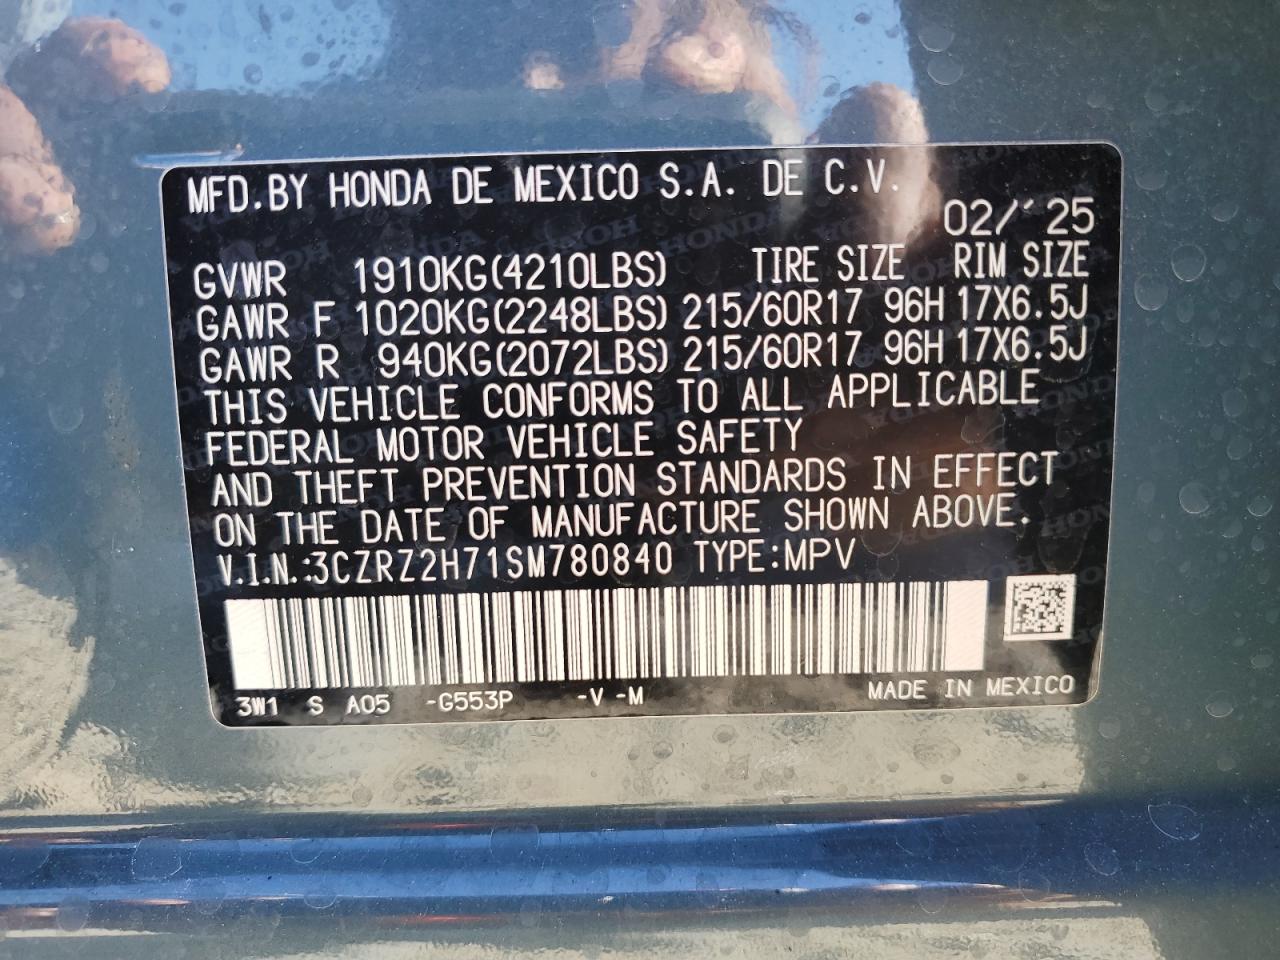 MFD.BY HONDA DE MEXICO S.A. DE C.V.
02/'25
GVWR 1910KG(4210LBS) TIRE SIZE RIM SIZE
GAWR F 1020KG(2248LBS) 215/60R17 96H 17X6.5J
GAWR R 940KG(2072LBS) 215/60R17 96H 17X6.5J
THIS VEHICLE CONFORMS TO ALL APPLICABLE
FEDERAL MOTOR VEHICLE SAFETY
AND THEFT PREVENTION STANDARDS IN EFFECT
ON THE DATE OF MANUFACTURE SHOWN ABOVE.
V.I.N.:3CZRZ2H71SM780840 TYPE:MPV
3W1 S A05 -G553P -V -M MADE IN MEXICO